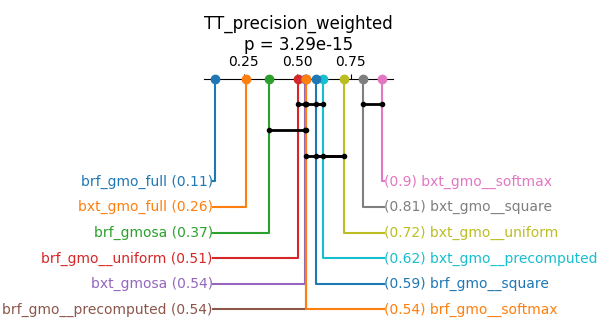 TT_precision_weighted
p = 3.29e-15
0.25 0.50 0.75
brf_gmo_full (0.11) (0.9) bxt_gmo__softmax
bxt_gmo_full (0.26) (0.81) bxt_gmo__square
brf_gmosa (0.37) (0.72) bxt_gmo__uniform
brf_gmo__uniform (0.51) (0.62) bxt_gmo__precomputed
bxt_gmosa (0.54) (0.59) brf_gmo__square
brf_gmo__precomputed (0.54) (0.54) brf_gmo__softmax